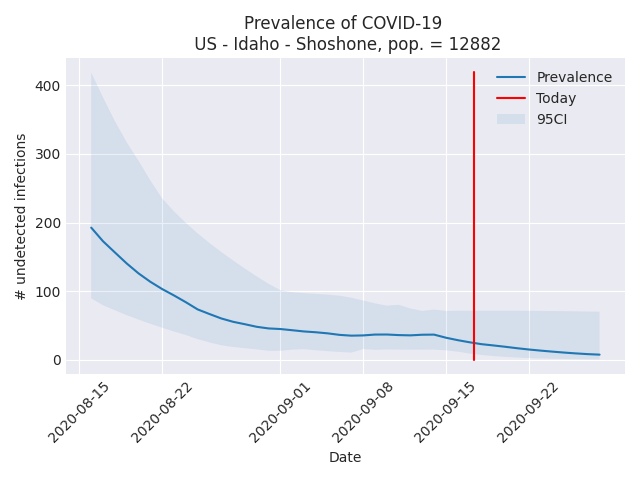 Prevalence of COVID-19
US - Idaho - Shoshone, pop. = 12882
# undetected infections
400
300
200
100
0
Prevalence
Today
95CI
2020-08-15
2020-08-22
2020-09-01
2020-09-08
2020-09-15
2020-09-22
Date